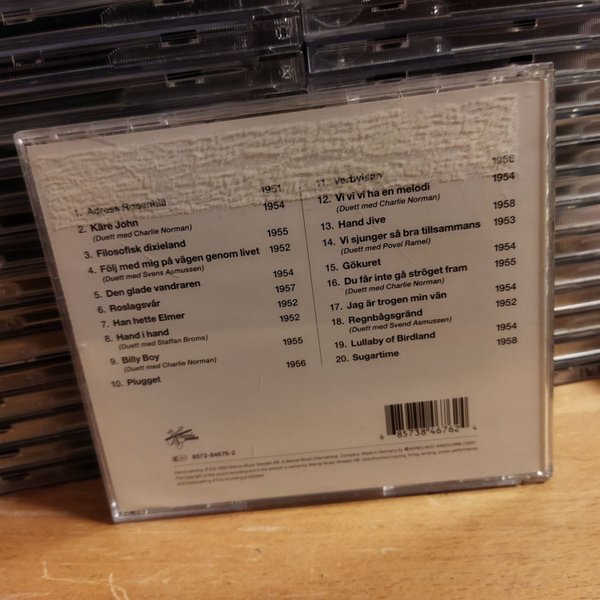 1. Adress Rosenhill 1951
2. Käre John 1954
(Duett med Charlie Norman)
3. Filosofisk dixieland 1955
4. Följ med mig på vägen genom livet 1952
(Duett med Svend Asmussen)
5. Den glade vandraren 1954
6. Roslagsvår 1957
7. Han hette Elmer 1952
8. Hand i hand 1952
(Duett med Staffan Broms)
9. Billy Boy 1955
(Duett med Charlie Norman)
10. Plugget 1956
11. Verbvisan 1956
12. Vi vi vi ha en melodi 1954
(Duett med Charlie Norman)
13. Hand Jive 1958
14. Vi sjunger så bra tillsammans 1953
(Duett med Povel Ramel)
15. Gökuret 1954
16. Du får inte gå ströget fram 1955
(Duett med Charlie Norman)
17. Jag är trogen min vän 1954
18. Regnbågsgränd 1952
(Duett med Svend Asmussen)
19. Lullaby of Birdland 1954
20. Sugartime 1958
8573-84676-2
6 85738 46762 4